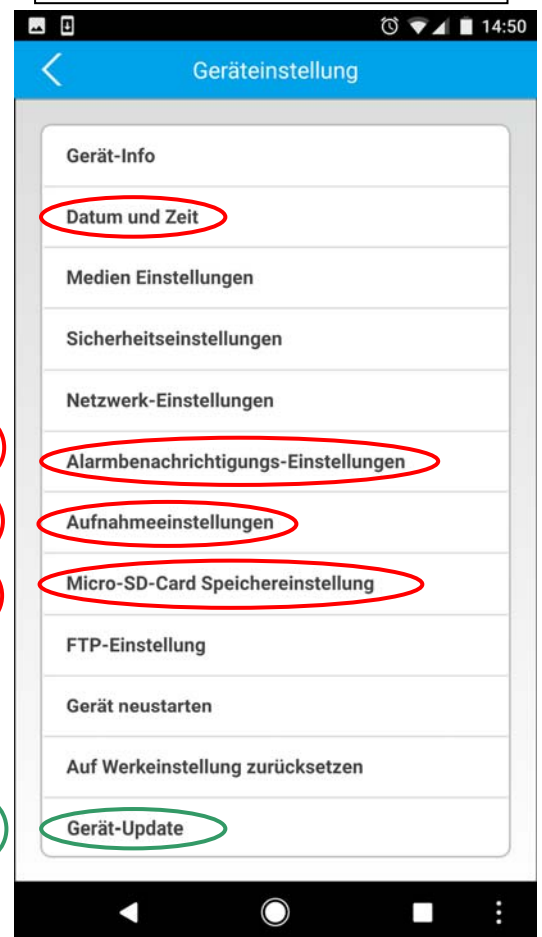 14:50
Geräteinstellung
Gerät-Info
Datum und Zeit
Medien Einstellungen
Sicherheitseinstellungen
Netzwerk-Einstellungen
Alarmbenachrichtigungs-Einstellungen
Aufnahmeeinstellungen
Micro-SD-Card Speichereinstellung
FTP-Einstellung
Gerät neustarten
Auf Werkeinstellung zurücksetzen
Gerät-Update